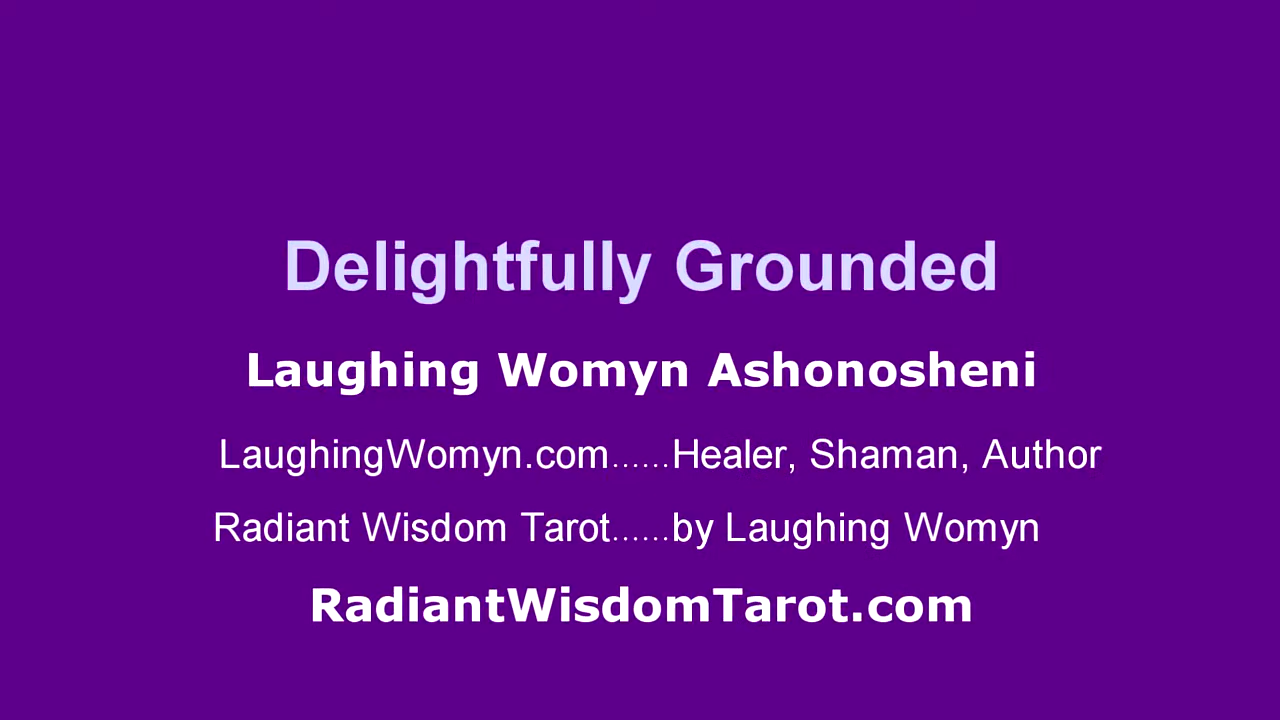 Delightfully Grounded
Laughing Womyn Ashonosheni
LaughingWomyn.com......Healer, Shaman, Author
Radiant Wisdom Tarot......by Laughing Womyn
RadiantWisdomTarot.com